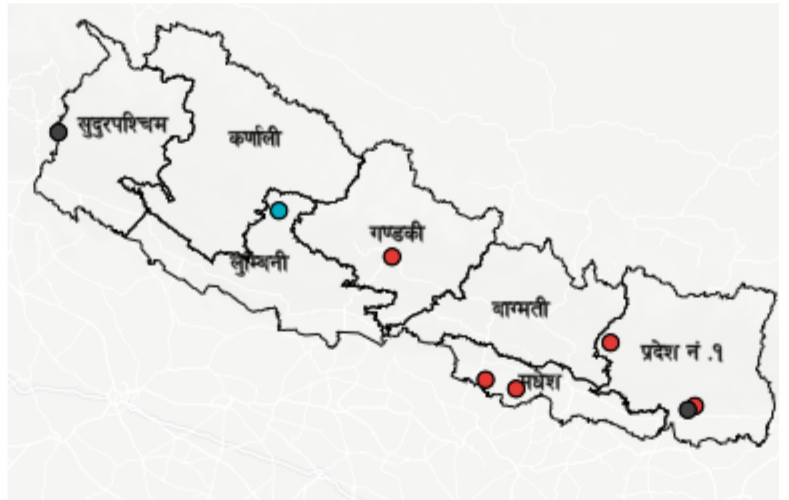 सुदुरपश्चिम
कर्णाली
गण्डकी
लुम्बिनी
बाग्मती
प्रदेश नं .१
मधेश